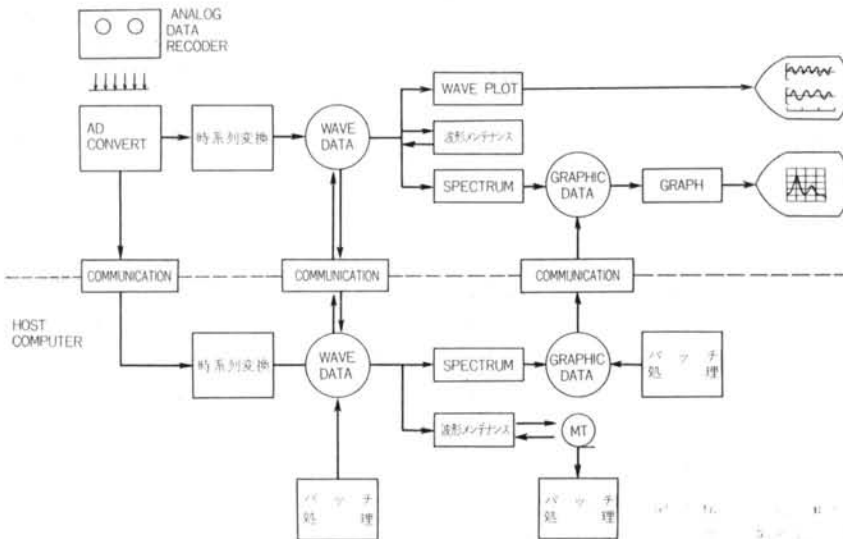 ANALOG
DATA
RECODER
AD
CONVERT
時系列変換
WAVE
DATA
WAVE PLOT
波形メンテナンス
SPECTRUM
GRAPHIC
DATA
GRAPH
COMMUNICATION
COMMUNICATION
COMMUNICATION
HOST
COMPUTER
時系列変換
WAVE
DATA
SPECTRUM
GRAPHIC
DATA
バッチ
処理
波形メンテナンス
MT
バッチ
処理
バッチ
処理